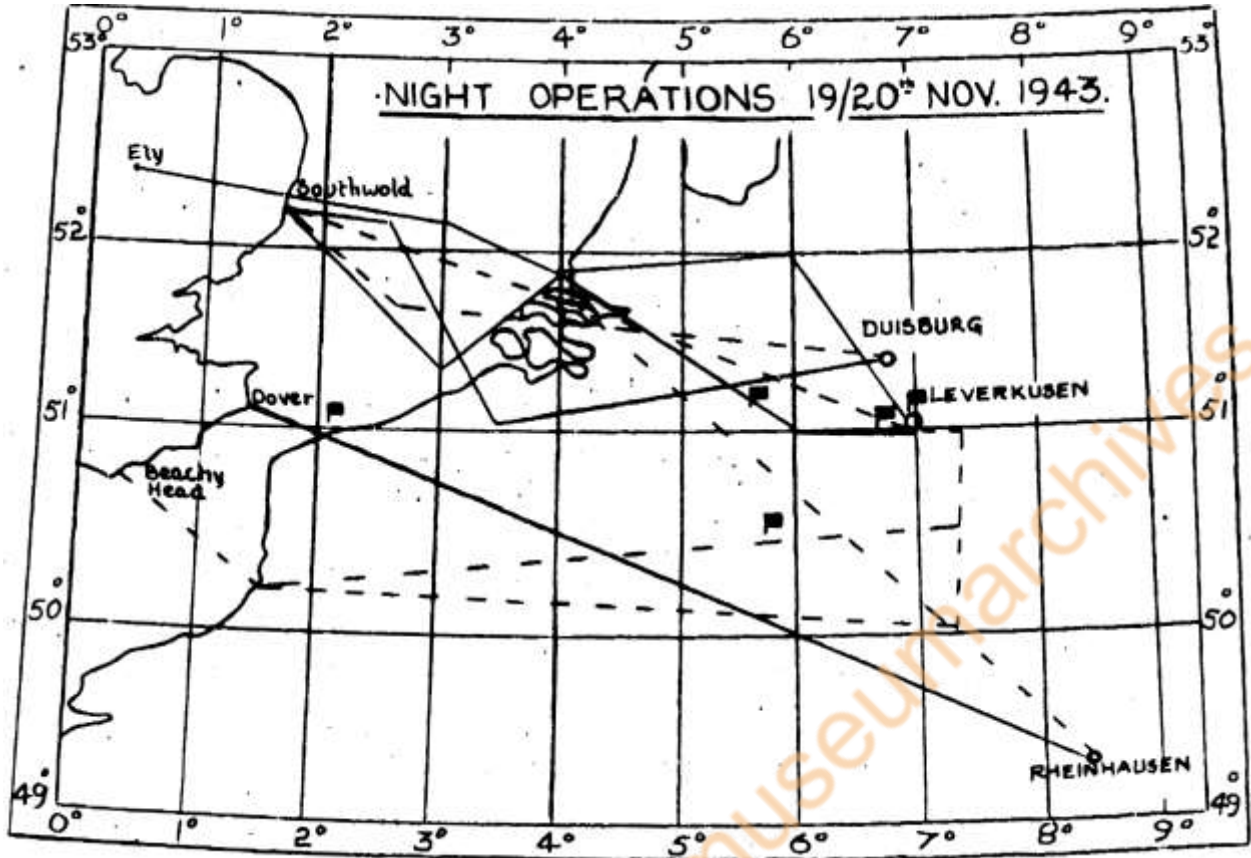 0° 1° 2° 3° 4° 5° 6° 7° 8° 9°
53° 53°
·NIGHT OPERATIONS 19/20ᵗʰ NOV. 1943.
Ely
Southwold
52° 52°
DUISBURG
LEVERKUSEN
Dover
51° 51°
Beachy
Head
50° 50°
RHEINHAUSEN
49° 49°
0° 1° 2° 3° 4° 5° 6° 7° 8° 9°
museumarchives